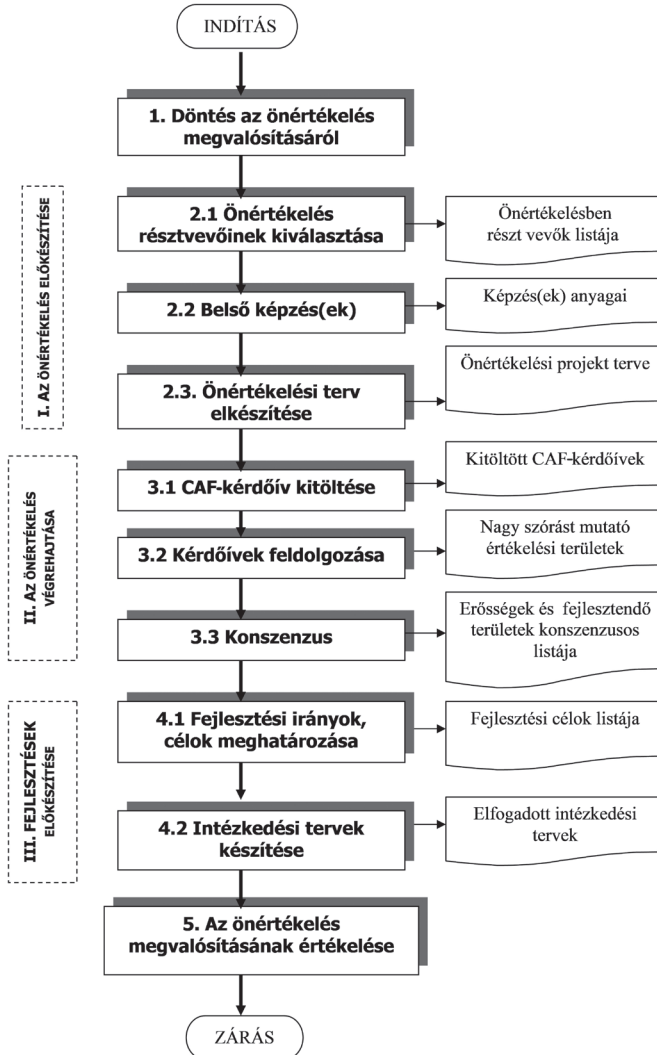 INDÍTÁS
1. Döntés az önértékelés
megvalósításáról
I. AZ ÖNÉRTÉKELÉS ELŐKÉSZÍTÉSE
2.1 Önértékelés
résztvevőinek kiválasztása
Önértékelésben
részt vevők listája
2.2 Belső képzés(ek)
Képzés(ek) anyagai
2.3. Önértékelési terv
elkészítése
Önértékelési projekt terve
II. AZ ÖNÉRTÉKELÉS
VÉGREHAJTÁSA
3.1 CAF-kérdőív kitöltése
Kitöltött CAF-kérdőívek
3.2 Kérdőívek feldolgozása
Nagy szórást mutató
értékelési területek
3.3 Konszenzus
Erősségek és fejlesztendő
területek konszenzusos
listája
III. FEJLESZTÉSEK
ELŐKÉSZÍTÉSE
4.1 Fejlesztési irányok,
célok meghatározása
Fejlesztési célok listája
4.2 Intézkedési tervek
készítése
Elfogadott intézkedési
tervek
5. Az önértékelés
megvalósításának értékelése
ZÁRÁS